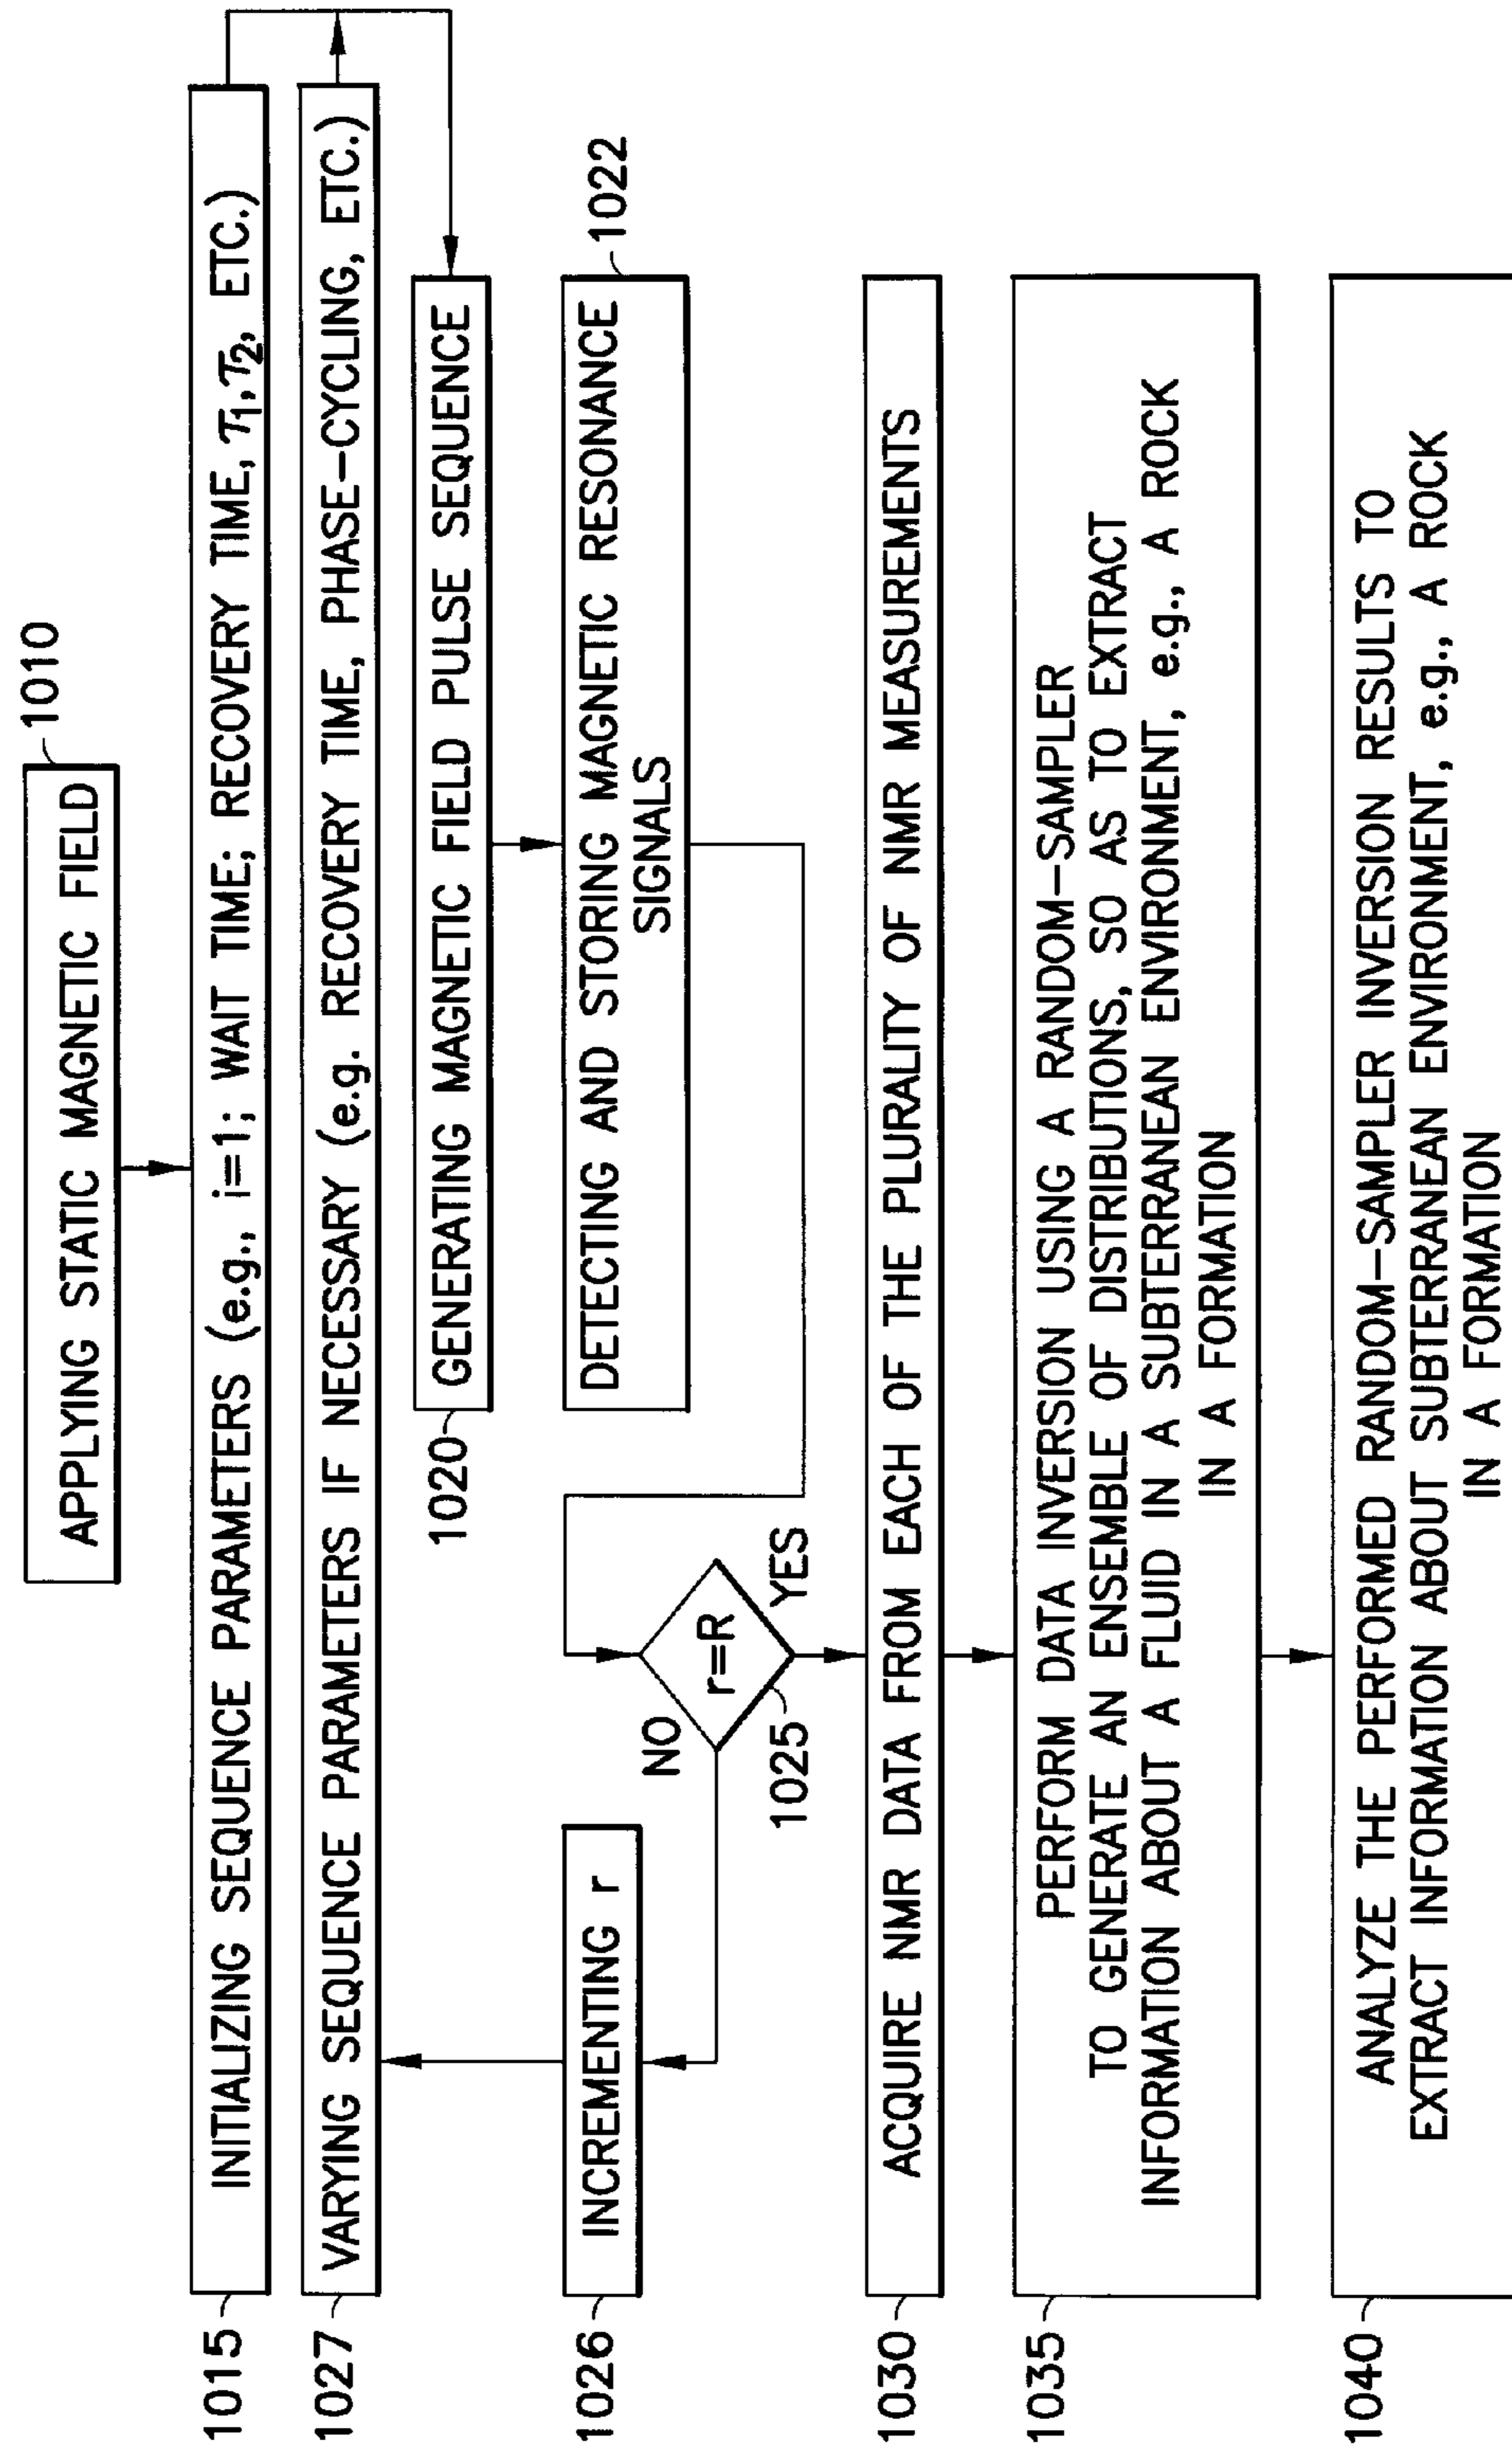 1010
APPLYING STATIC MAGNETIC FIELD
1015
INITIALIZING SEQUENCE PARAMETERS (e.g., i=1; WAIT TIME; RECOVERY TIME, τ1, τ2, ETC.)
1027
VARYING SEQUENCE PARAMETERS IF NECESSARY (e.g. RECOVERY TIME, PHASE-CYCLING, ETC.)
1020
GENERATING MAGNETIC FIELD PULSE SEQUENCE
1022
DETECTING AND STORING MAGNETIC RESONANCE
SIGNALS
1026
INCREMENTING r
NO
r=R
YES
1025
1030
ACQUIRE NMR DATA FROM EACH OF THE PLURALITY OF NMR MEASUREMENTS
1035
PERFORM DATA INVERSION USING A RANDOM-SAMPLER
TO GENERATE AN ENSEMBLE OF DISTRIBUTIONS, SO AS TO EXTRACT
INFORMATION ABOUT A FLUID IN A SUBTERRANEAN ENVIRONMENT, e.g., A ROCK
IN A FORMATION
1040
ANALYZE THE PERFORMED RANDOM-SAMPLER INVERSION RESULTS TO
EXTRACT INFORMATION ABOUT SUBTERRANEAN ENVIRONMENT, e.g., A ROCK
IN A FORMATION